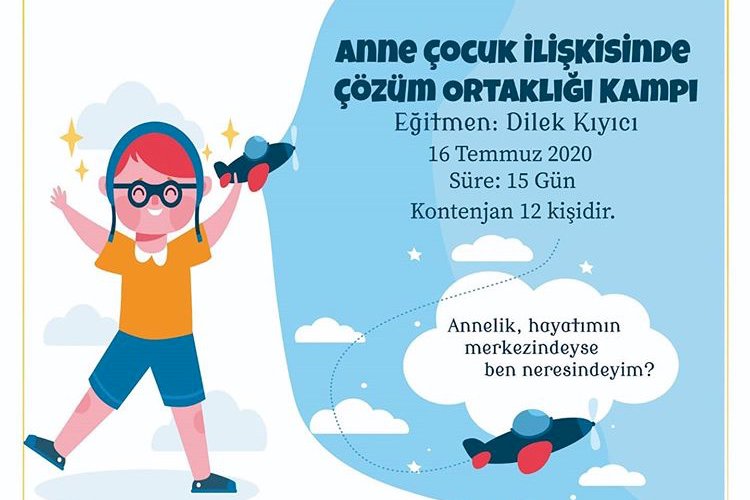 Anne Çocuk İlişkisinde
Çözüm Ortaklığı Kampı
Eğitmen: Dilek Kıyıcı
16 Temmuz 2020
Süre: 15 Gün
Kontenjan 12 kişidir.
Annelik, hayatımın
merkezindeyse
ben neresindeyim?